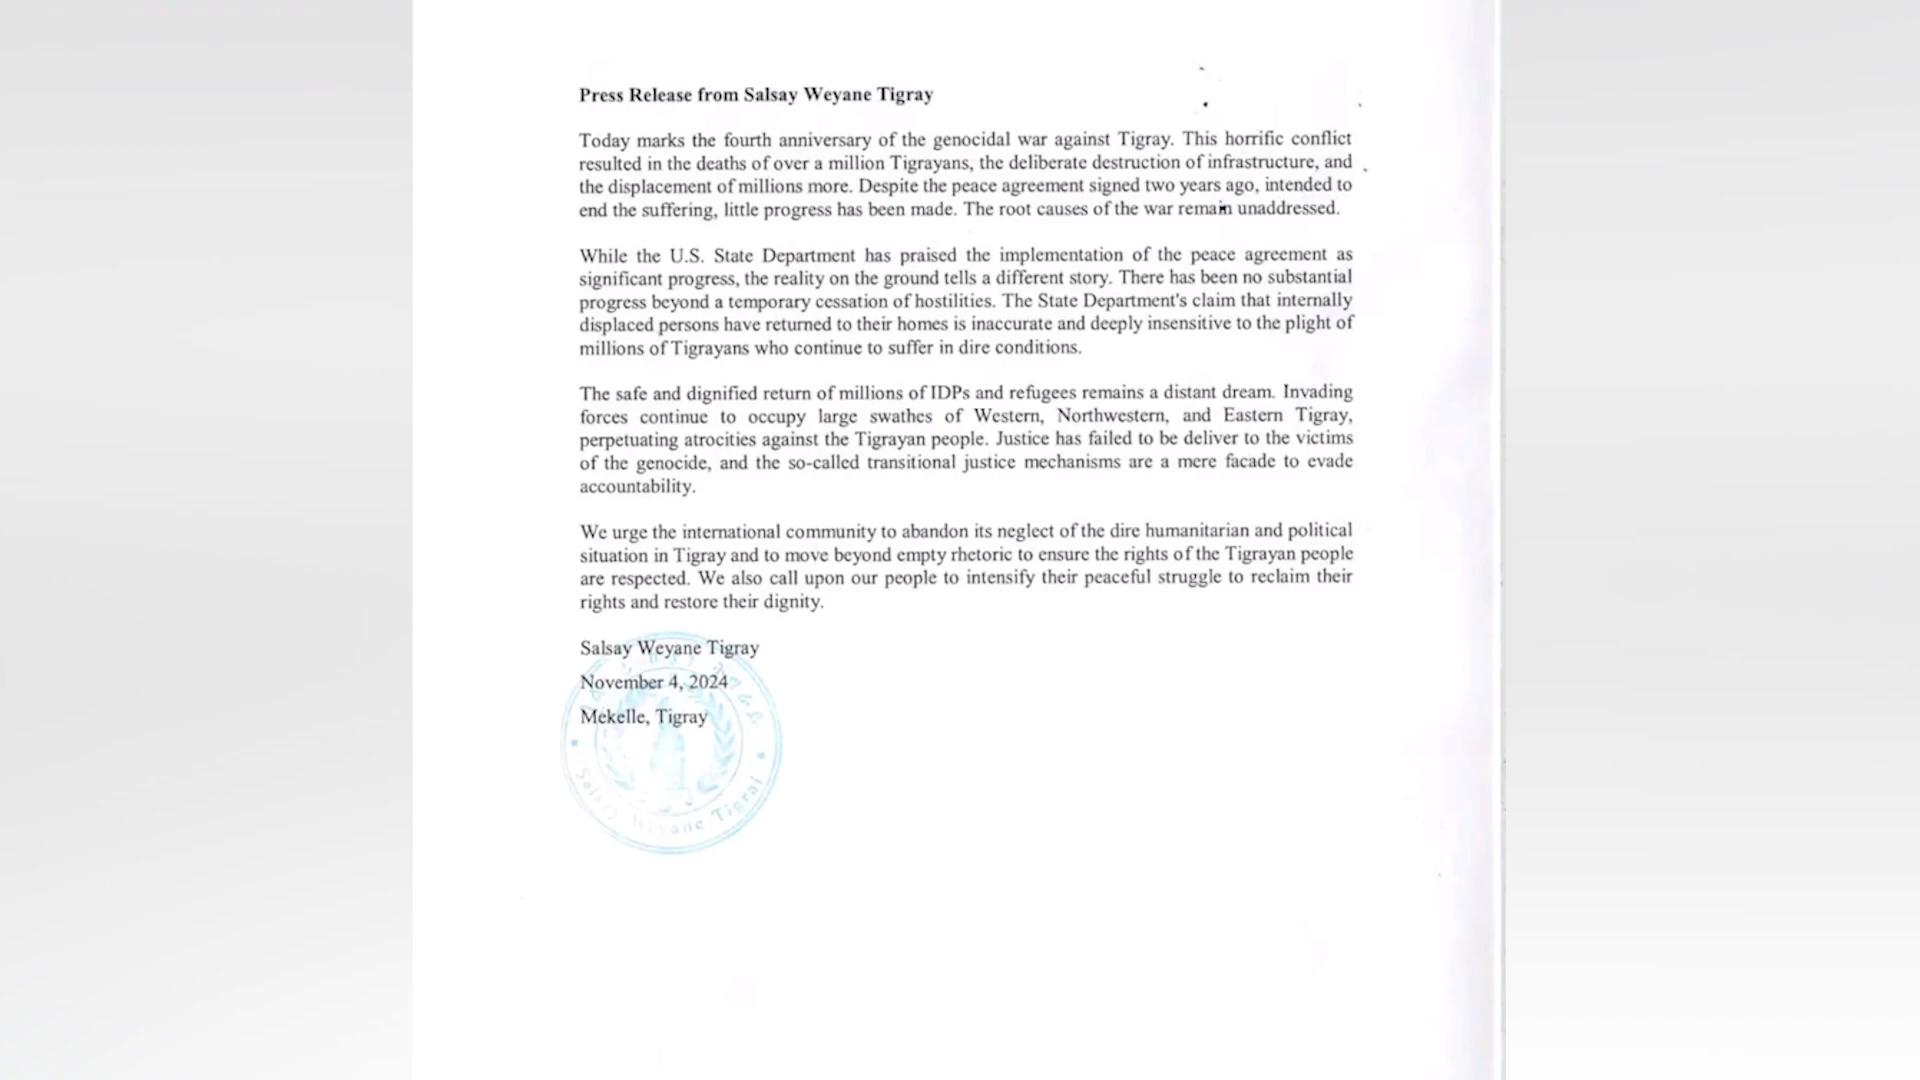 Press Release from Salsay Weyane Tigray
Today marks the fourth anniversary of the genocidal war against Tigray. This horrific conflict
resulted in the deaths of over a million Tigrayans, the deliberate destruction of infrastructure, and
the displacement of millions more. Despite the peace agreement signed two years ago, intended to
end the suffering, little progress has been made. The root causes of the war remain unaddressed.
While the U.S. State Department has praised the implementation of the peace agreement as
significant progress, the reality on the ground tells a different story. There has been no substantial
progress beyond a temporary cessation of hostilities. The State Department's claim that internally
displaced persons have returned to their homes is inaccurate and deeply insensitive to the plight of
millions of Tigrayans who continue to suffer in dire conditions.
The safe and dignified return of millions of IDPs and refugees remains a distant dream. Invading
forces continue to occupy large swathes of Western, Northwestern, and Eastern Tigray,
perpetuating atrocities against the Tigrayan people. Justice has failed to be deliver to the victims
of the genocide, and the so-called transitional justice mechanisms are a mere facade to evade
accountability.
We urge the international community to abandon its neglect of the dire humanitarian and political
situation in Tigray and to move beyond empty rhetoric to ensure the rights of the Tigrayan people
are respected. We also call upon our people to intensify their peaceful struggle to reclaim their
rights and restore their dignity.
Salsay Weyane Tigray
November 4, 2024
Mekelle, Tigray
Salsay Weyane Tigrai